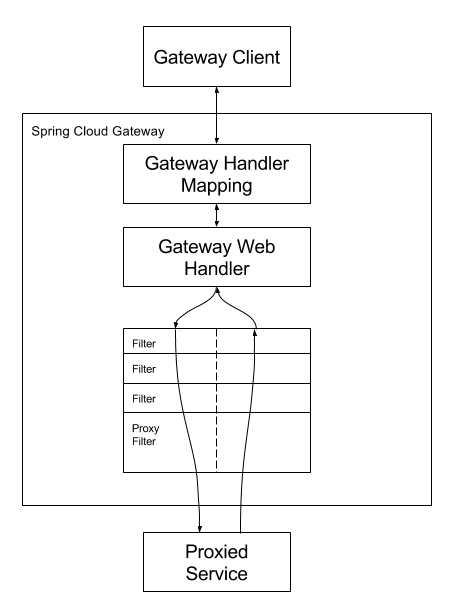 Gateway Client
Spring Cloud Gateway
Gateway Handler
Mapping
Gateway Web
Handler
Filter
Filter
Filter
Proxy
Filter
Proxied
Service